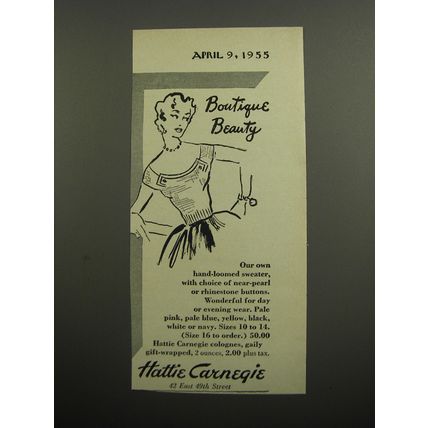 APRIL 9, 1955
Boutique
Beauty
Our own
hand-loomed sweater,
with choice of near-pearl
or rhinestone buttons.
Wonderful for day
or evening wear. Pale
pink, pale blue, yellow, black,
white or navy. Sizes 10 to 14.
(Size 16 to order.) 50.00
Hattie Carnegie colognes, gaily
gift-wrapped, 2 ounces, 2.00 plus tax.
Hattie Carnegie
42 East 49th Street